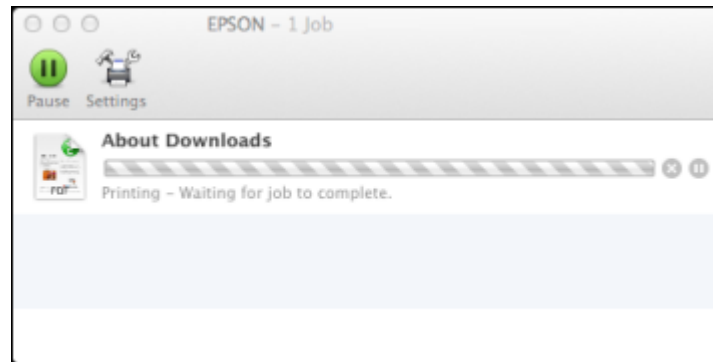 EPSON – 1 Job
Pause Settings
About Downloads
Printing – Waiting for job to complete.
PDF